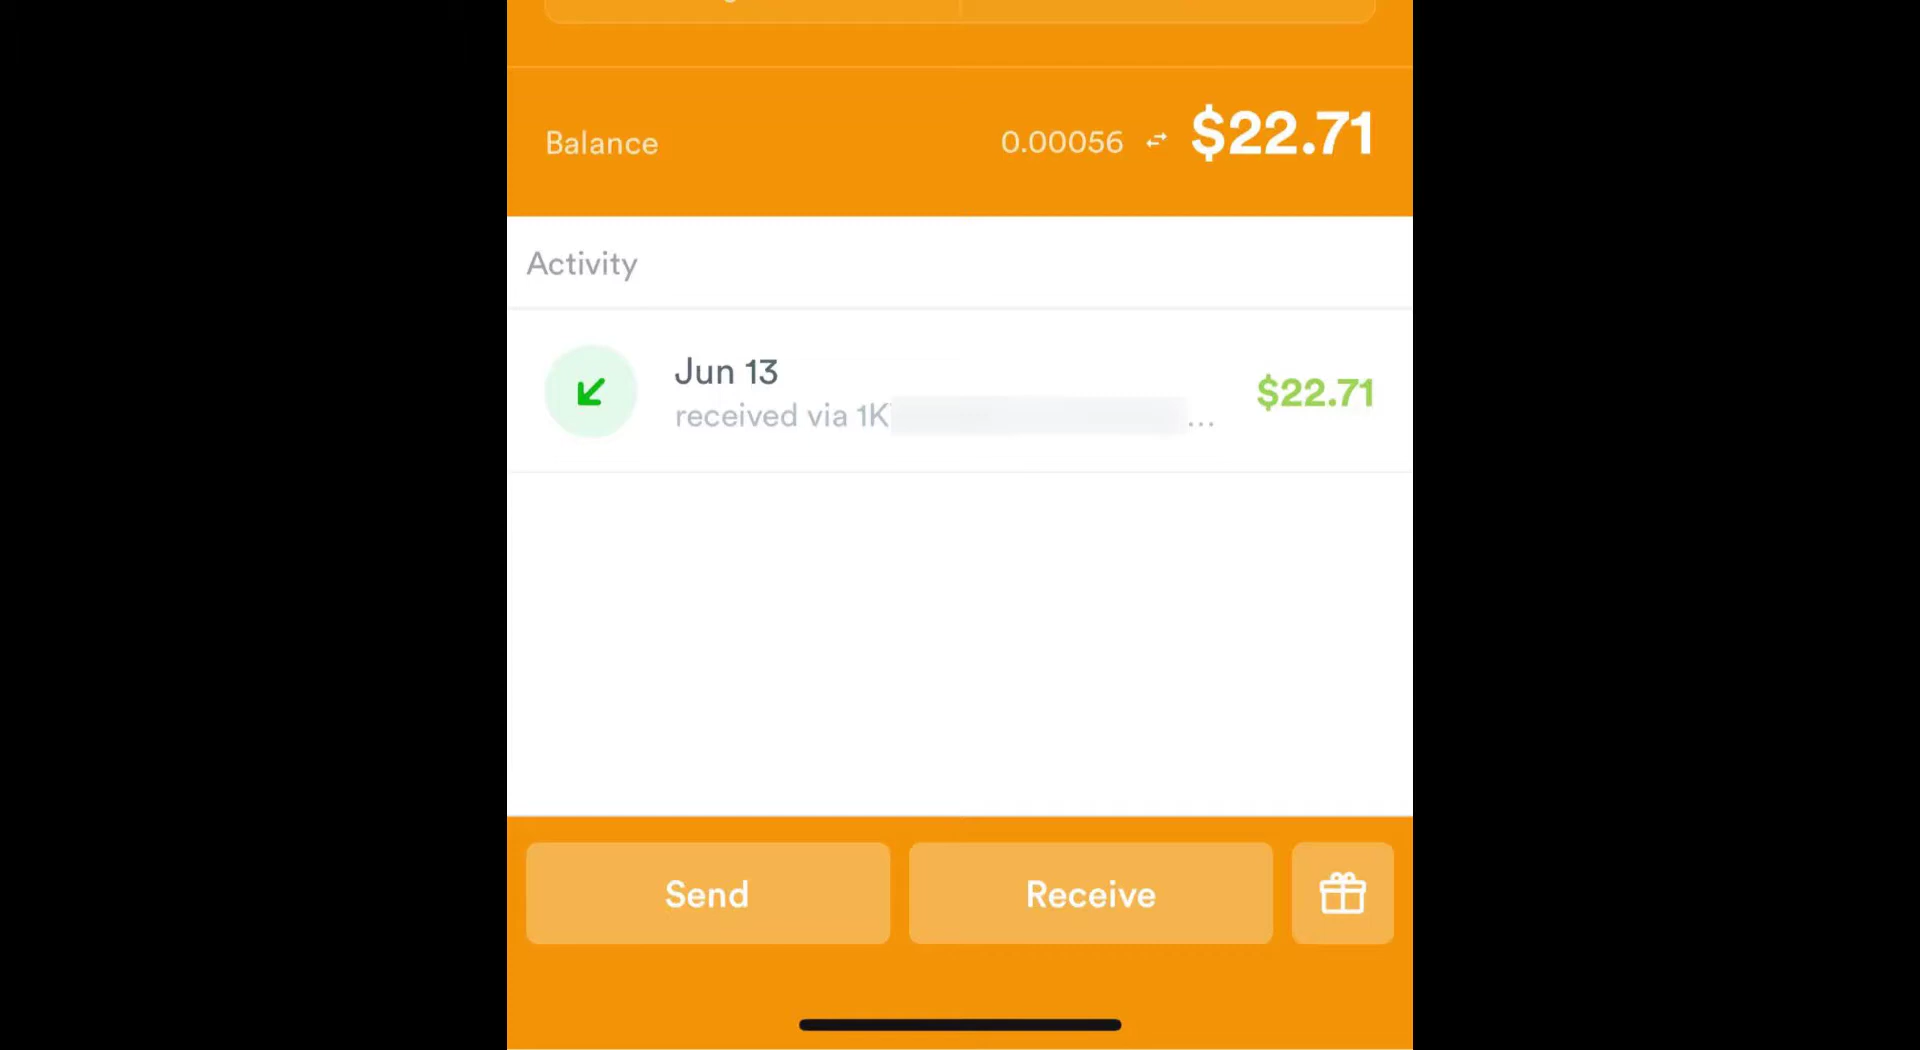 Balance
0.00056
$22.71
Activity
Jun 13
received via 1K ...
$22.71
Send
Receive